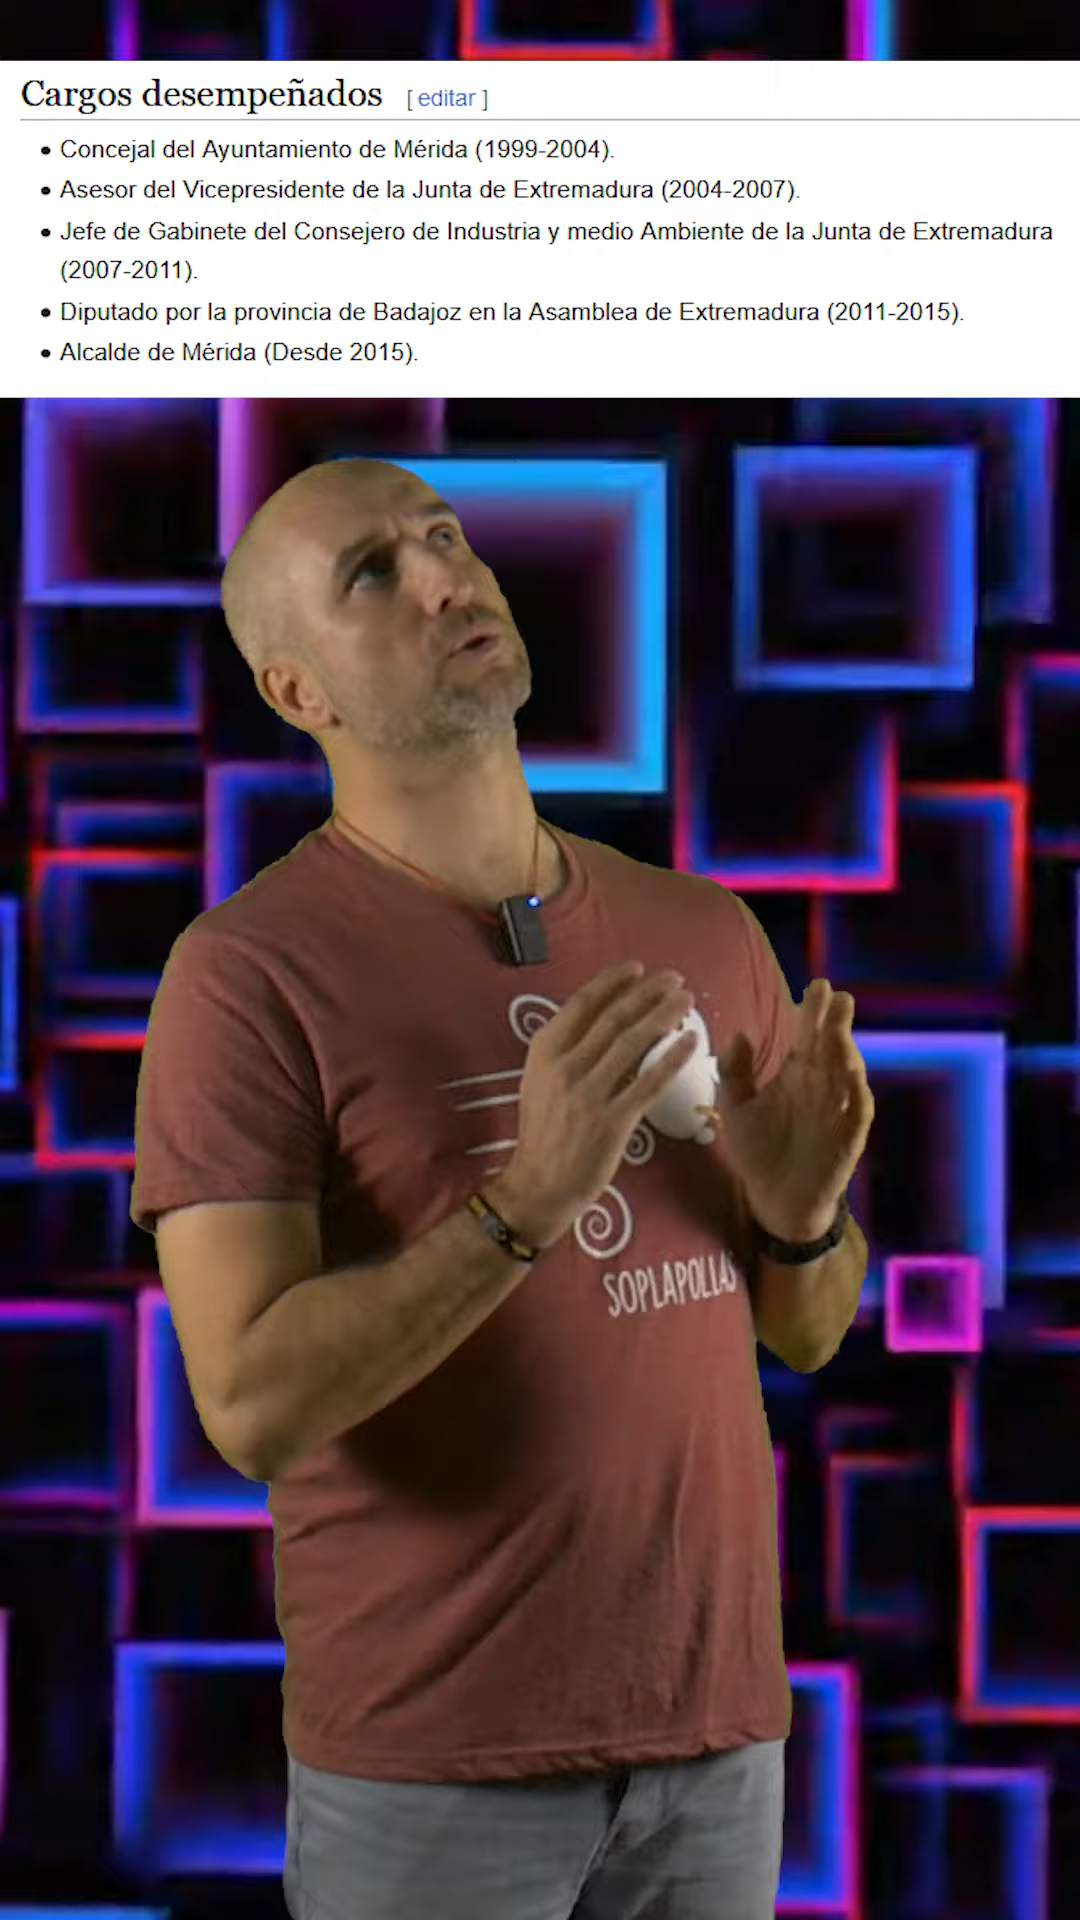 Cargos desempeñados [ editar ]
• Concejal del Ayuntamiento de Mérida (1999-2004).
• Asesor del Vicepresidente de la Junta de Extremadura (2004-2007).
• Jefe de Gabinete del Consejero de Industria y medio Ambiente de la Junta de Extremadura
(2007-2011).
• Diputado por la provincia de Badajoz en la Asamblea de Extremadura (2011-2015).
• Alcalde de Mérida (Desde 2015).
SOPLAPOLLAS